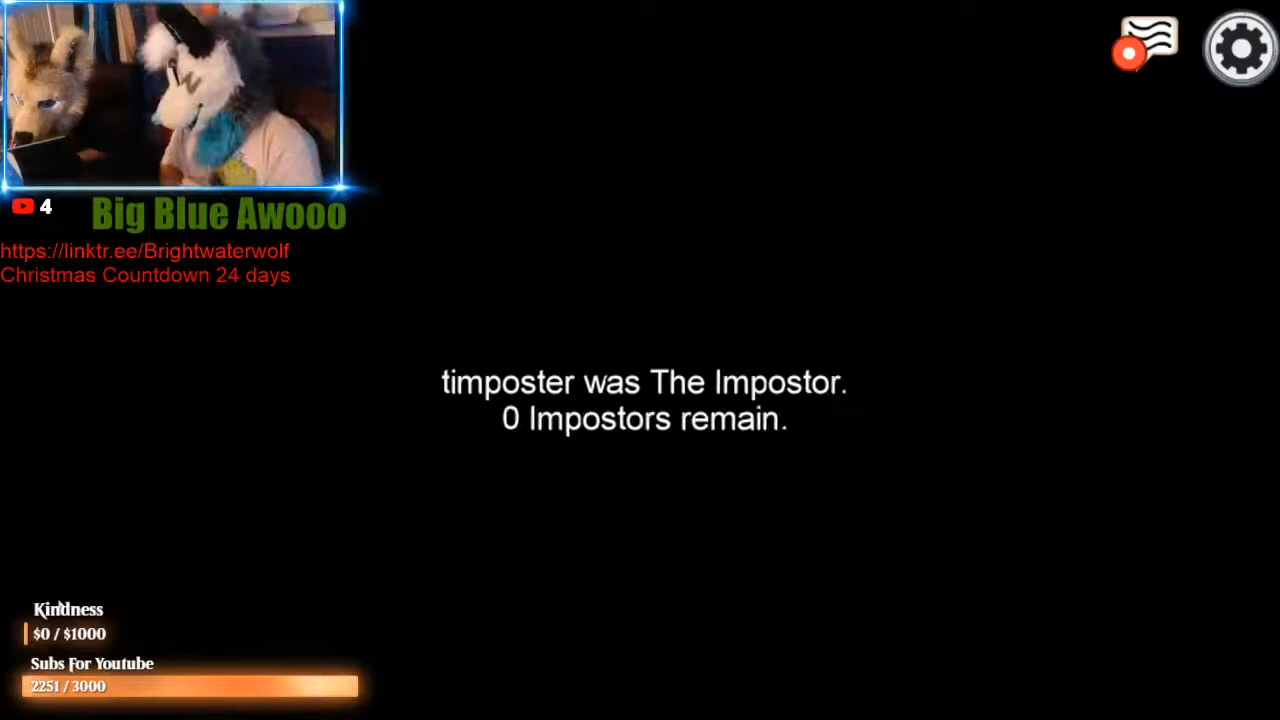 4
Big Blue Awooo
https://linktr.ee/Brightwaterwolf
Christmas Countdown 24 days
timposter was The Impostor.
0 Impostors remain.
Kindness
$0 / $1000
Subs For Youtube
2251 / 3000